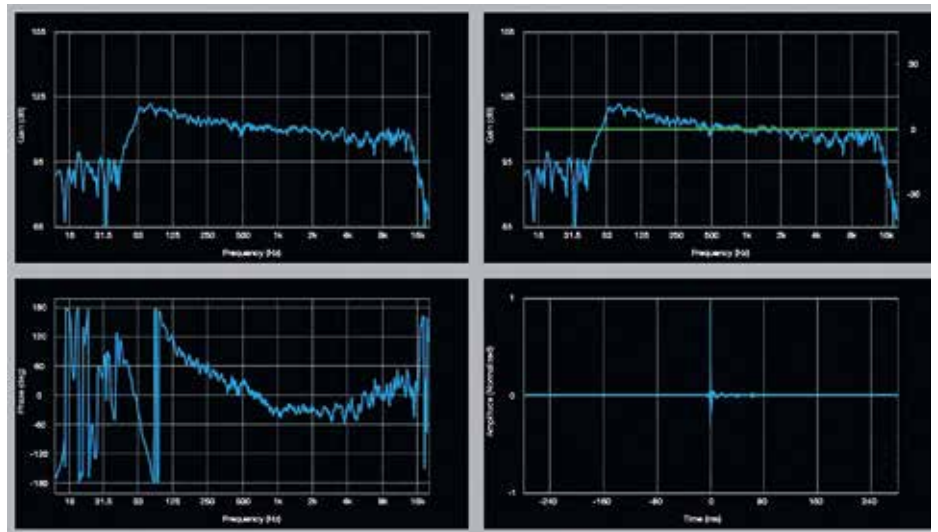 155
125
95
65
Gain (dB)
16 31.5 63 125 250 500 1k 2k 4k 8k 16k
Frequency (Hz)
155
125
95
65
Gain (dB)
30
0
-30
16 31.5 63 125 250 500 1k 2k 4k 8k 16k
Frequency (Hz)
180
120
60
0
-60
-120
-180
Phase (deg)
16 31.5 63 125 250 500 1k 2k 4k 8k 16k
Frequency (Hz)
1
0
-1
Amplitude (Normalized)
-240 -160 -80 0 80 160 240
Time (ms)